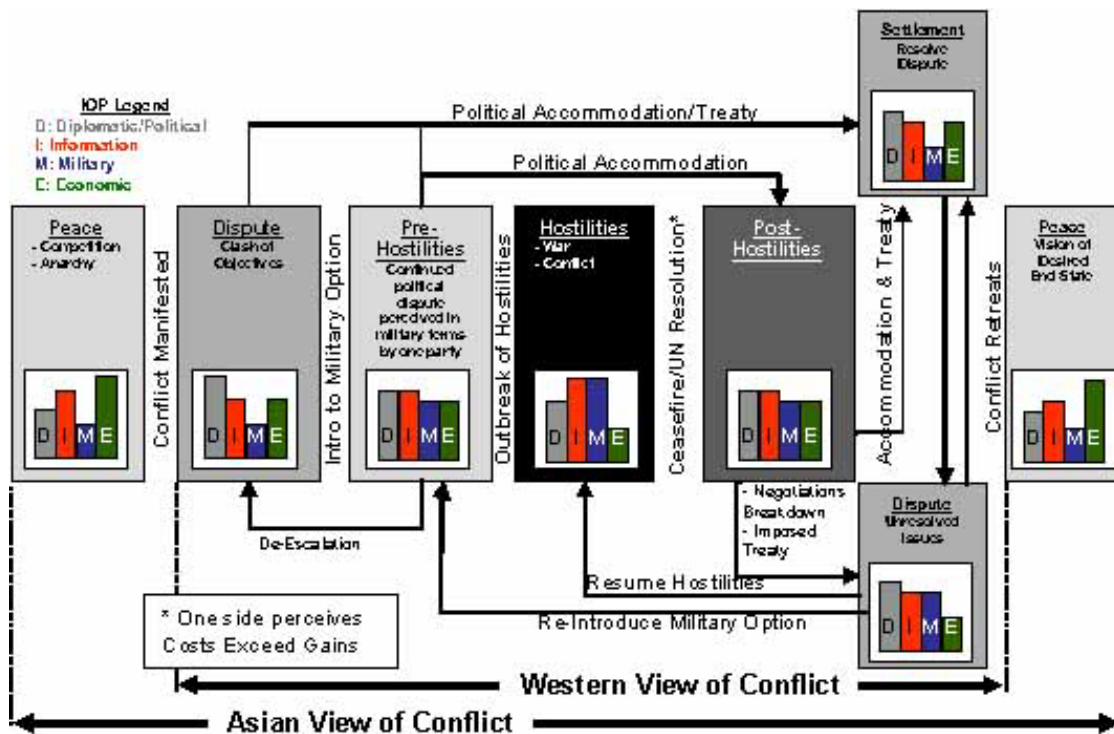 Settlement
Resolve
Dispute
IOP Legend
D: Diplomatic/Political
I: Information
M: Military
E: Economic
Political Accommodation/Treaty
Political Accommodation
D I M E
Peace
- Competition
- Anarchy
D I M E
Conflict Manifested
Dispute
Clash of
Objectives
D I M E
Intro to Military Option
Pre-
Hostilities
Continued
political
dispute
perceived in
military terms
by one party
D I M E
Outbreak of Hostilities
Hostilities
- War
- Conflict
D I M E
Ceasefire/UN Resolution*
Post-
Hostilities
D I M E
Accommodation & Treaty
Conflict Retreats
Peace
Vision of
Desired
End State
D I M E
De-Escalation
- Negotiations
Breakdown
- Imposed
Treaty
Dispute
Unresolved
Issues
D I M E
Resume Hostilities
Re-Introduce Military Option
* One side perceives
Costs Exceed Gains
Western View of Conflict
Asian View of Conflict